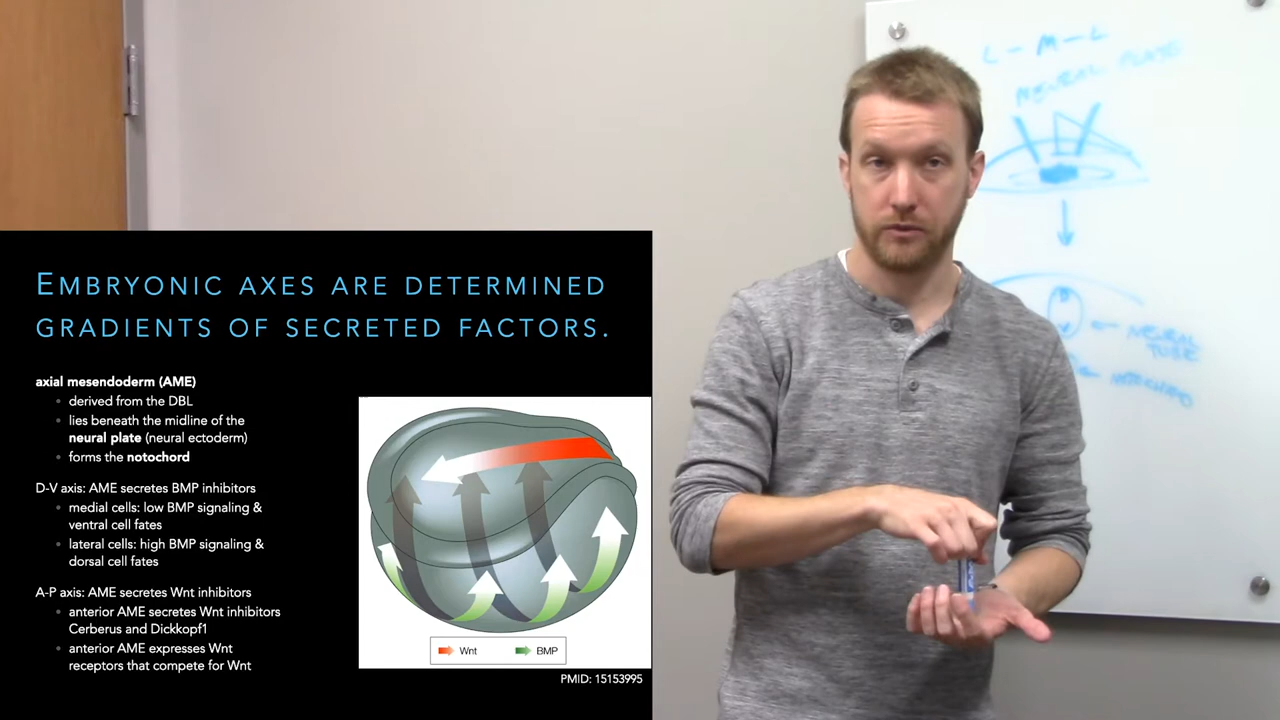 L - M - L
NEURAL PLATE
NEURAL
TUBE
NOTOCHORD
EMBRYONIC AXES ARE DETERMINED
GRADIENTS OF SECRETED FACTORS.
axial mesendoderm (AME)
derived from the DBL
lies beneath the midline of the
neural plate (neural ectoderm)
forms the notochord
D-V axis: AME secretes BMP inhibitors
medial cells: low BMP signaling &
ventral cell fates
lateral cells: high BMP signaling &
dorsal cell fates
A-P axis: AME secretes Wnt inhibitors
anterior AME secretes Wnt inhibitors
Cerberus and Dickkopf1
anterior AME expresses Wnt
receptors that compete for Wnt
Wnt BMP
PMID: 15153995